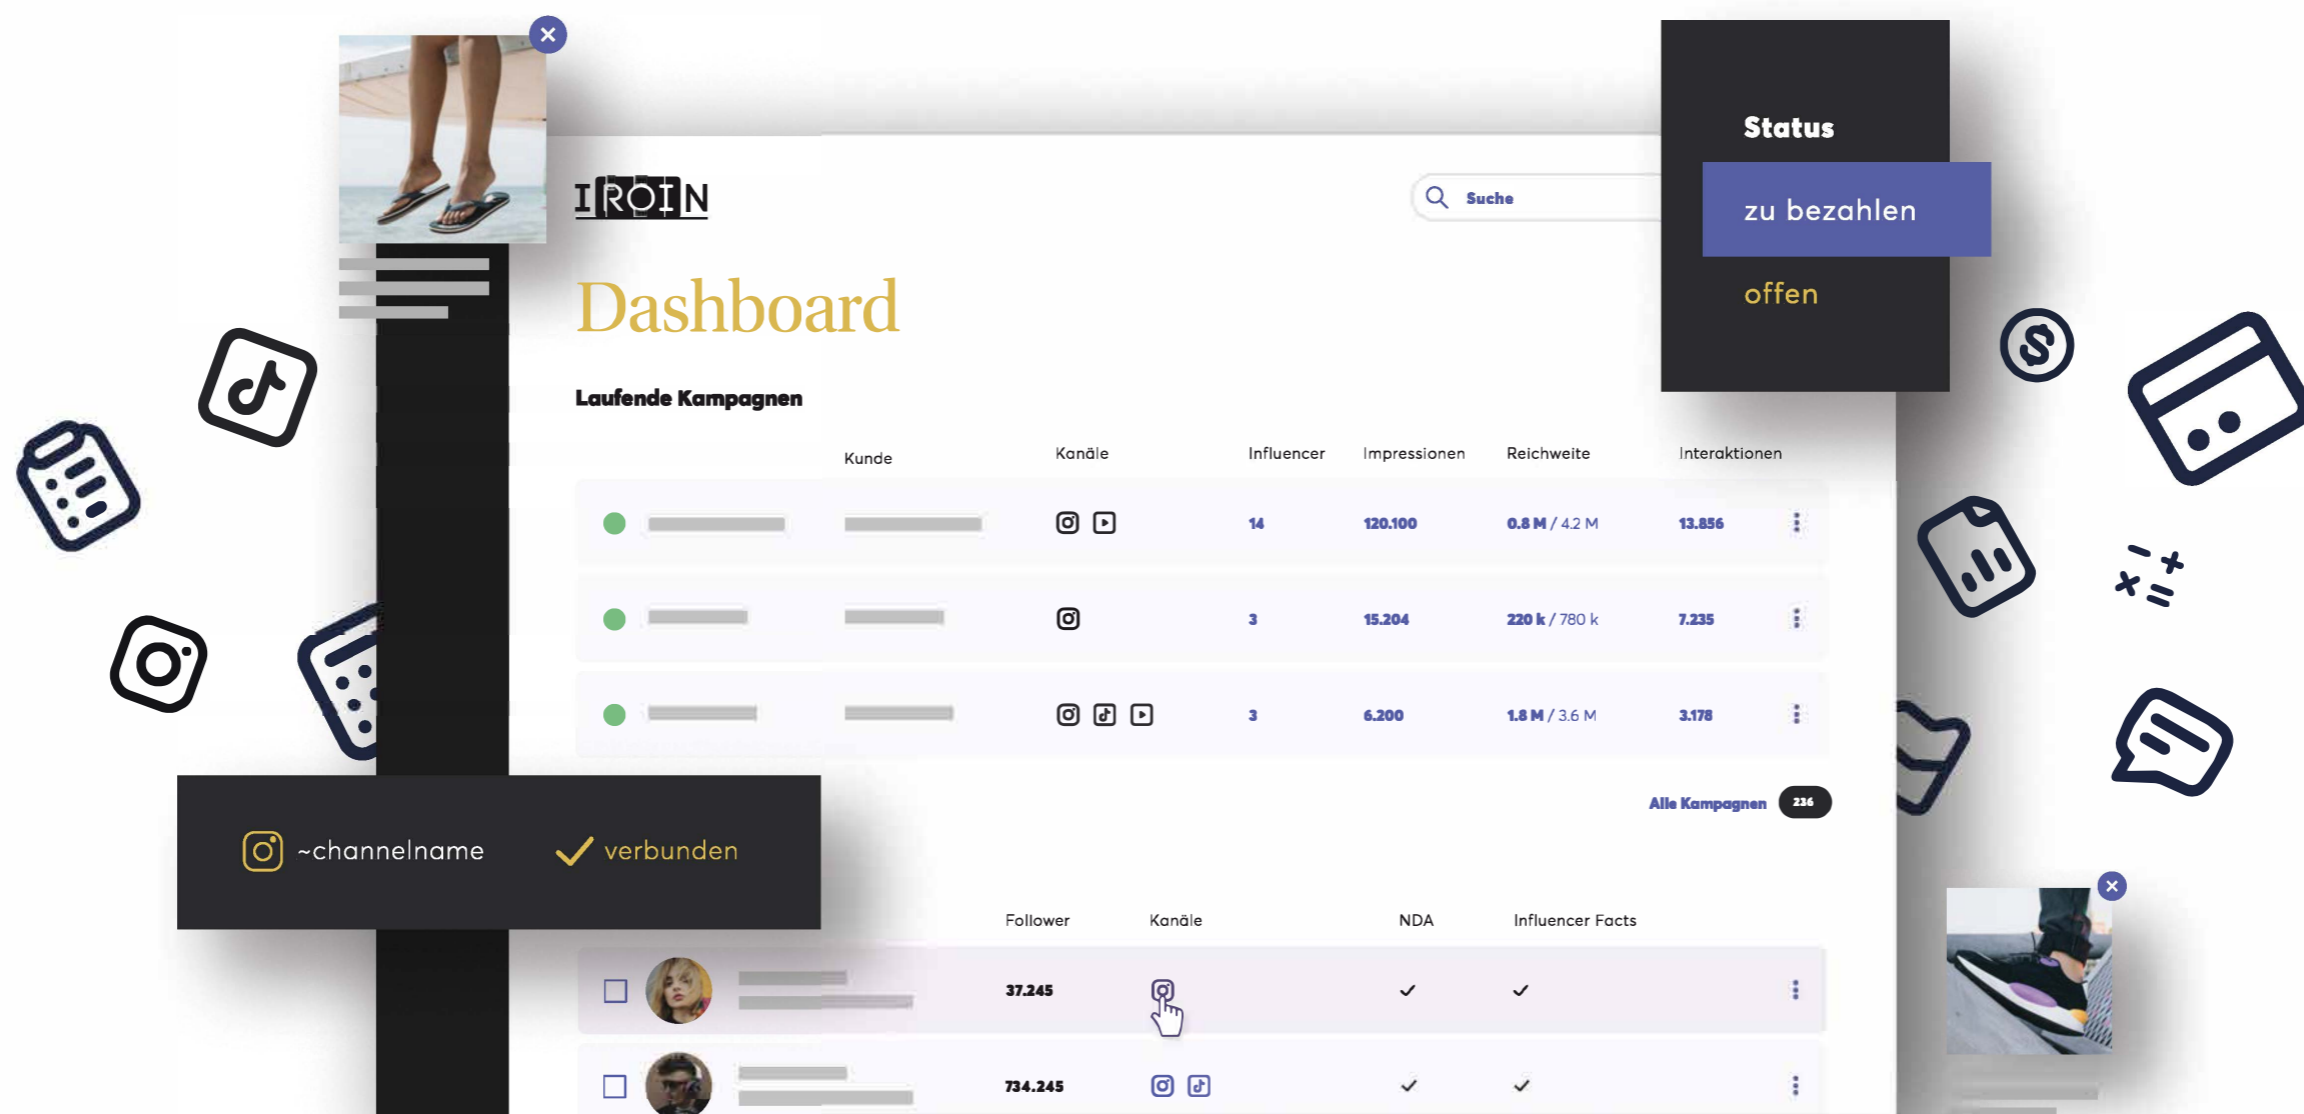 Status
IROIN
Suche
zu bezahlen
Dashboard
offen
Laufende Kampagnen
Kunde Kanäle Influencer Impressionen Reichweite Interaktionen
14 120.100 0.8 M / 4.2 M 13.856
3 15.204 220 k / 780 k 7.235
3 6.200 1.8 M / 3.6 M 3.178
Alle Kampagnen 236
~channelname verbunden
Follower Kanäle NDA Influencer Facts
37.245
734.245